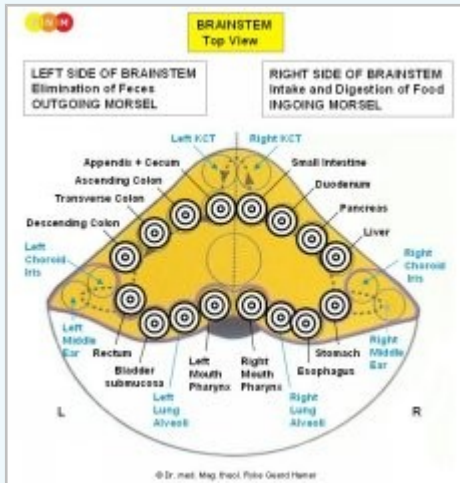 BRAINSTEM
Top View
LEFT SIDE OF BRAINSTEM
Elimination of Feces
OUTGOING MORSEL
RIGHT SIDE OF BRAINSTEM
Intake and Digestion of Food
INGOING MORSEL
Left KCT
Right KCT
Appendix + Cecum
Small Intestine
Ascending Colon
Duodenum
Transverse Colon
Pancreas
Descending Colon
Liver
Left
Choroid
Iris
Right
Choroid
Iris
Left
Middle
Ear
Right
Middle
Ear
Rectum
Bladder
submucosa
Left
Lung
Alveoli
Left
Mouth
Pharynx
Right
Mouth
Pharynx
Right
Lung
Alveoli
Esophagus
Stomach
L
R
© Dr. med. Mag. theol. Ryke Geerd Hamer